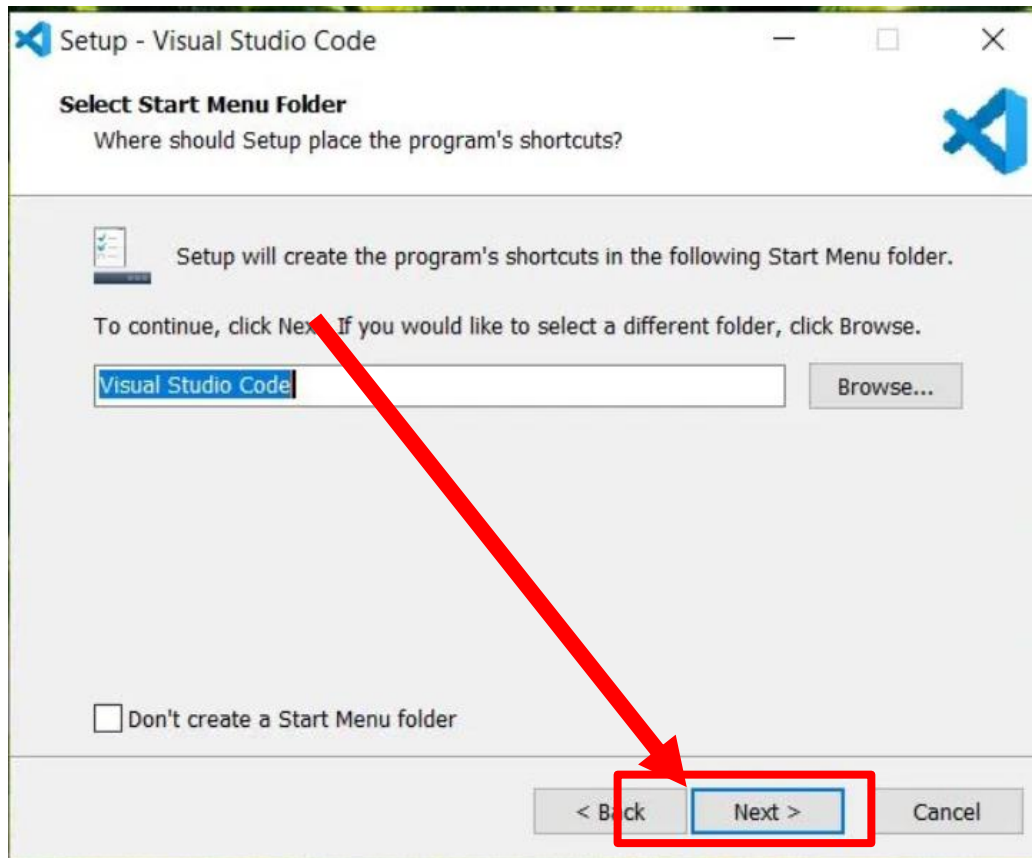 Setup - Visual Studio Code
Select Start Menu Folder
Where should Setup place the program's shortcuts?
Setup will create the program's shortcuts in the following Start Menu folder.
To continue, click Next. If you would like to select a different folder, click Browse.
Visual Studio Code
Browse...
Don't create a Start Menu folder
< Back
Next >
Cancel